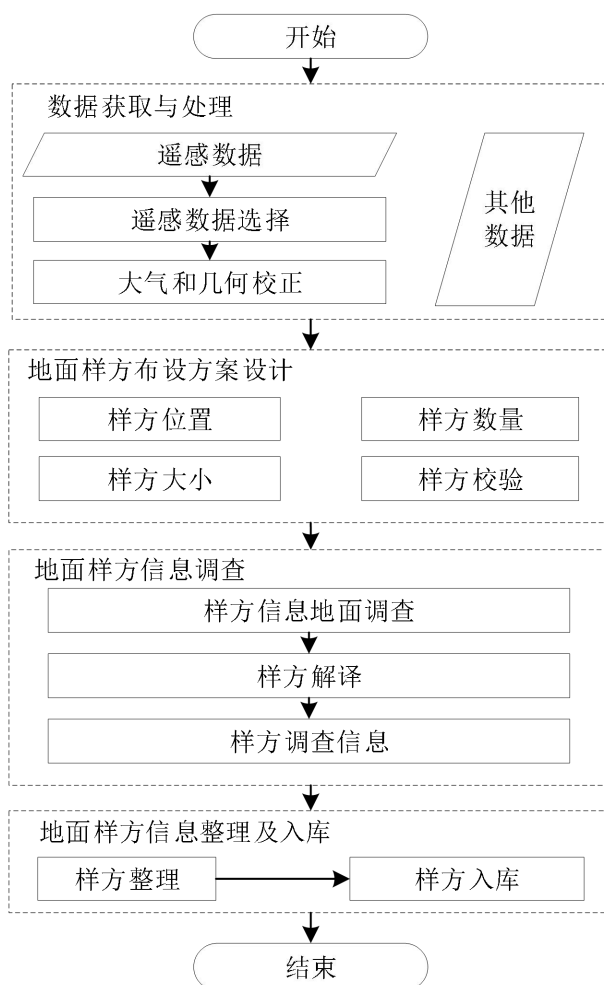 开始
数据获取与处理
遥感数据
遥感数据选择
大气和几何校正
其他
数据
地面样方布设方案设计
样方位置
样方数量
样方大小
样方校验
地面样方信息调查
样方信息地面调查
样方解译
样方调查信息
地面样方信息整理及入库
样方整理
样方入库
结束